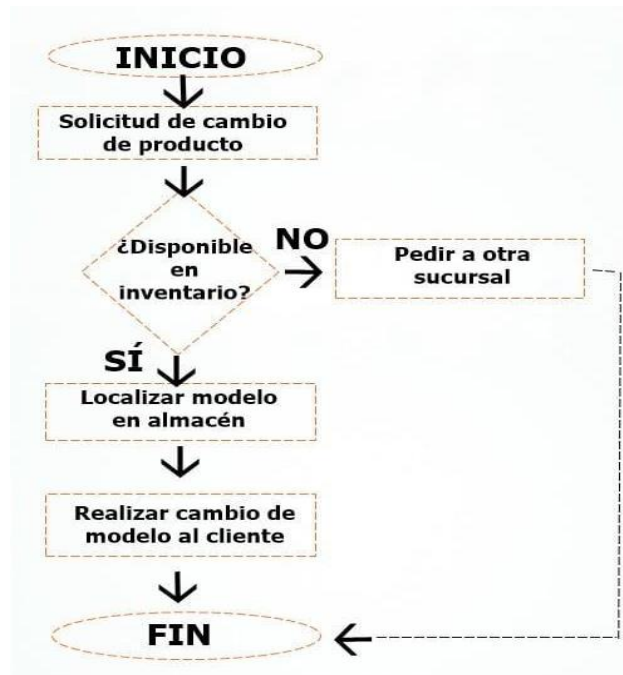 INICIO
Solicitud de cambio
de producto
¿Disponible
en
inventario?
NO
Pedir a otra
sucursal
SÍ
Localizar modelo
en almacén
Realizar cambio de
modelo al cliente
FIN